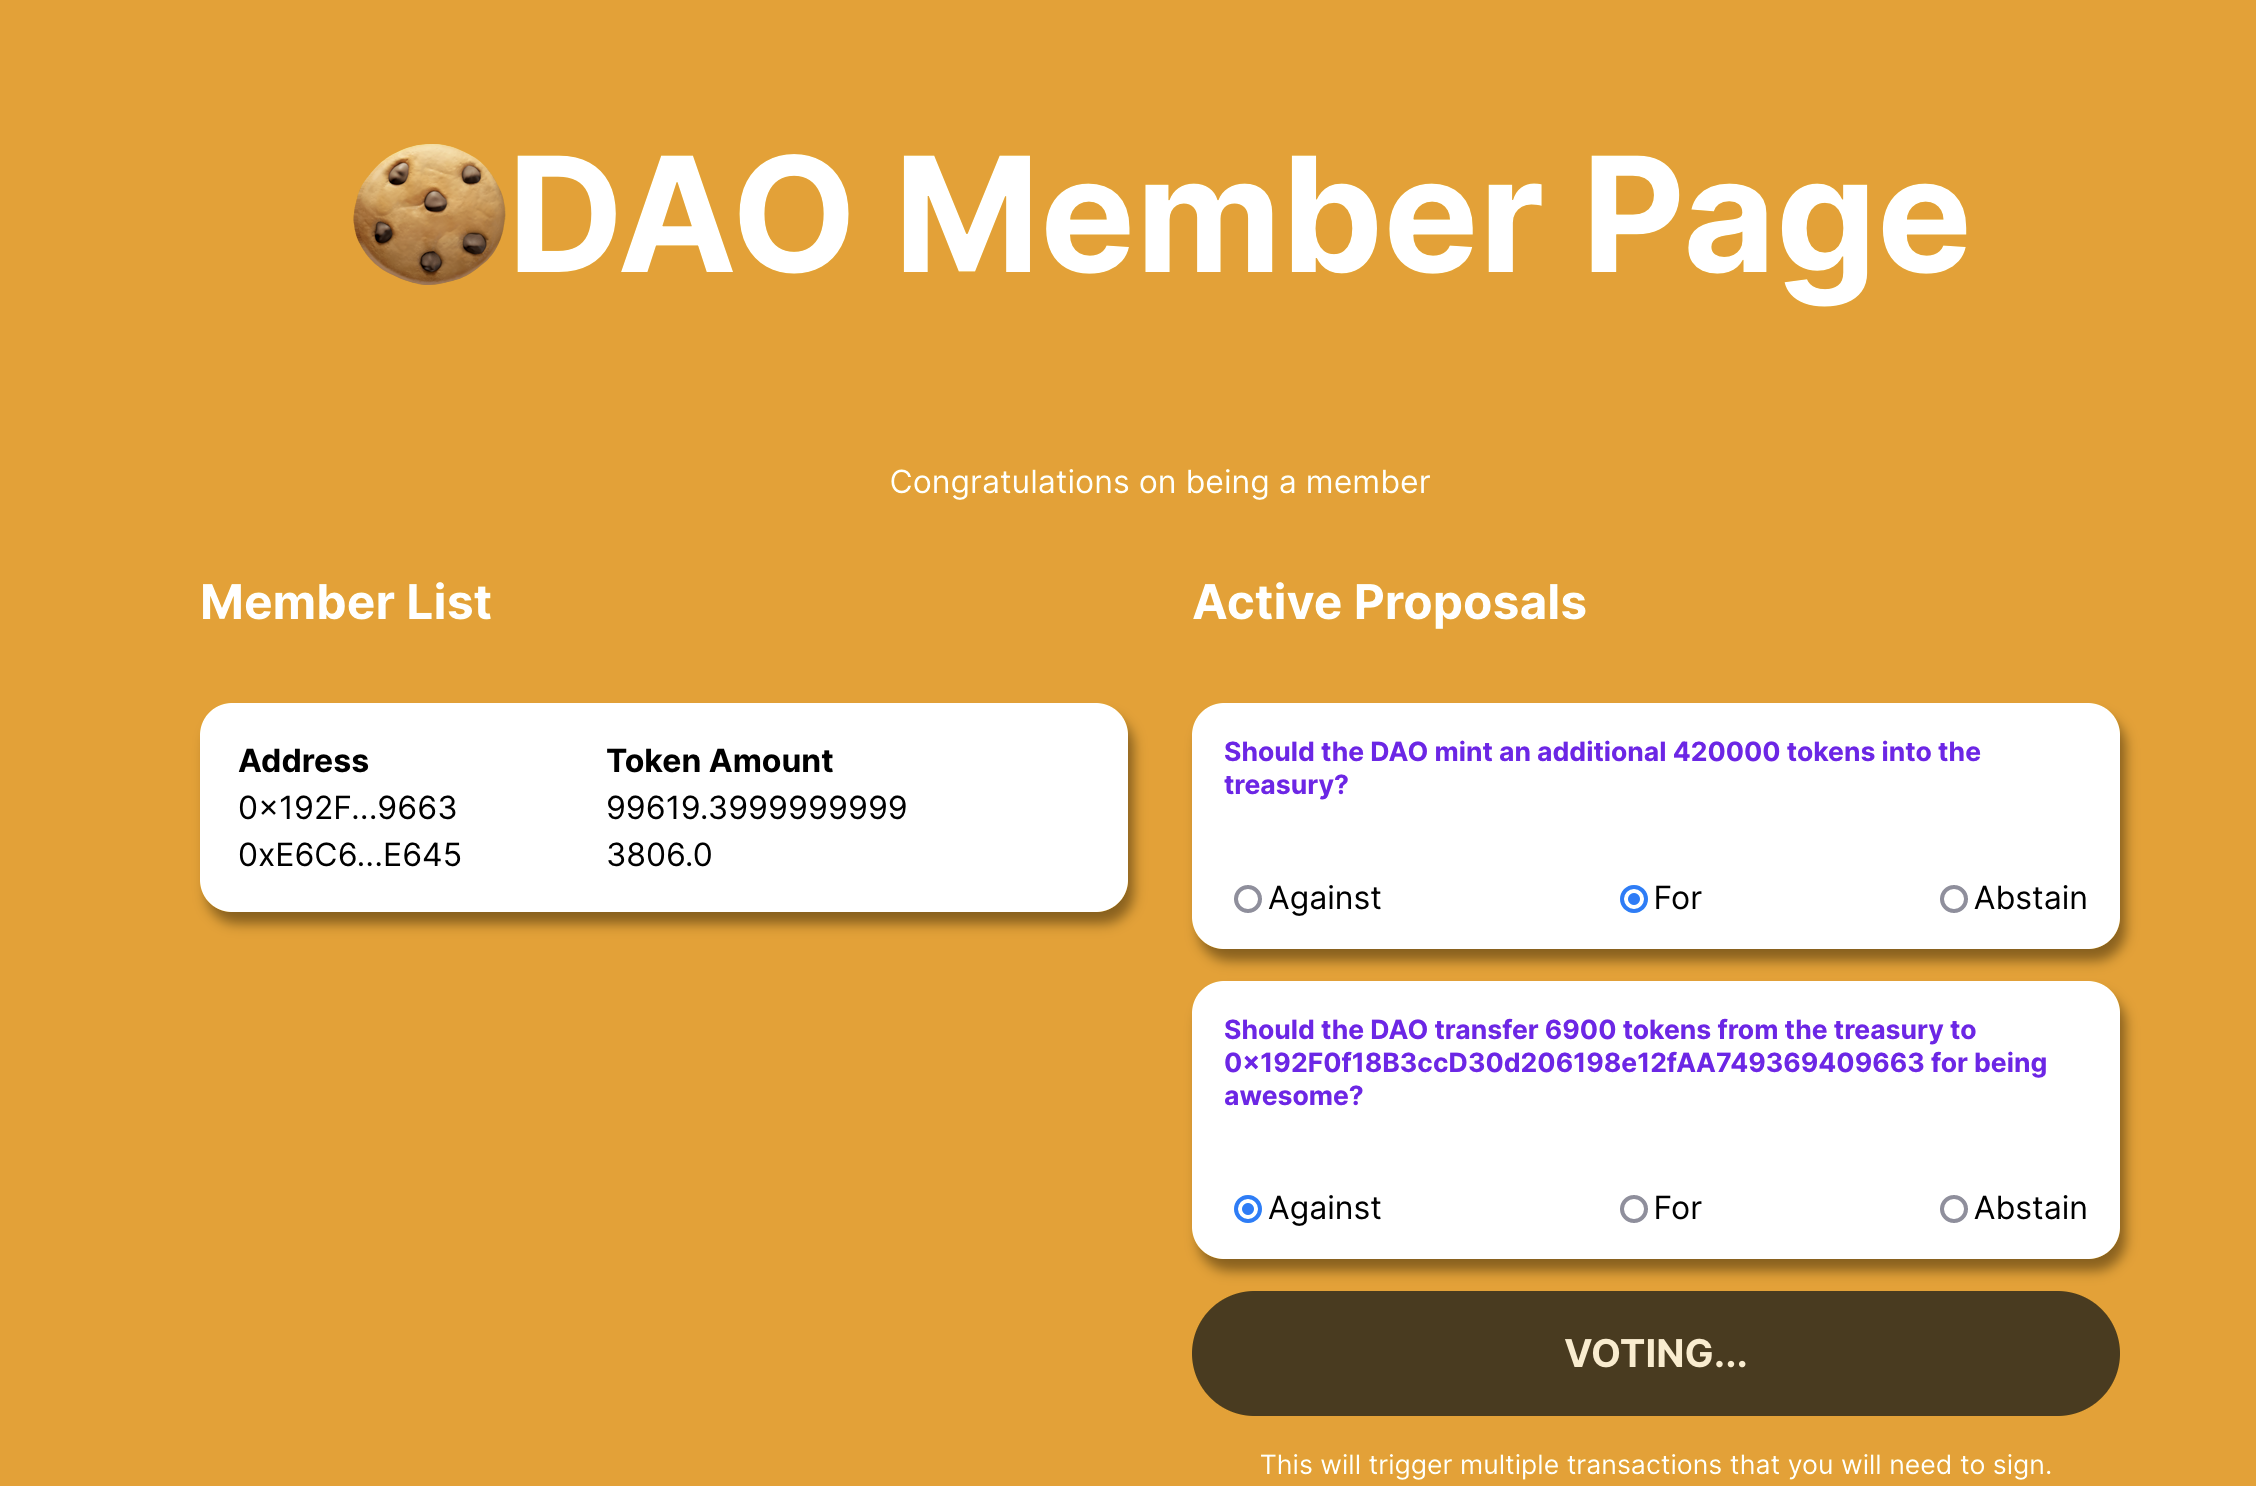 DAO Member Page
Congratulations on being a member
Member List
Address Token Amount
0×192F...9663 99619.3999999999
0xE6C6...E645 3806.0
Active Proposals
Should the DAO mint an additional 420000 tokens into the
treasury?
Against For Abstain
Should the DAO transfer 6900 tokens from the treasury to
0×192F0f18B3ccD30d206198e12fAA749369409663 for being
awesome?
Against For Abstain
VOTING...
This will trigger multiple transactions that you will need to sign.